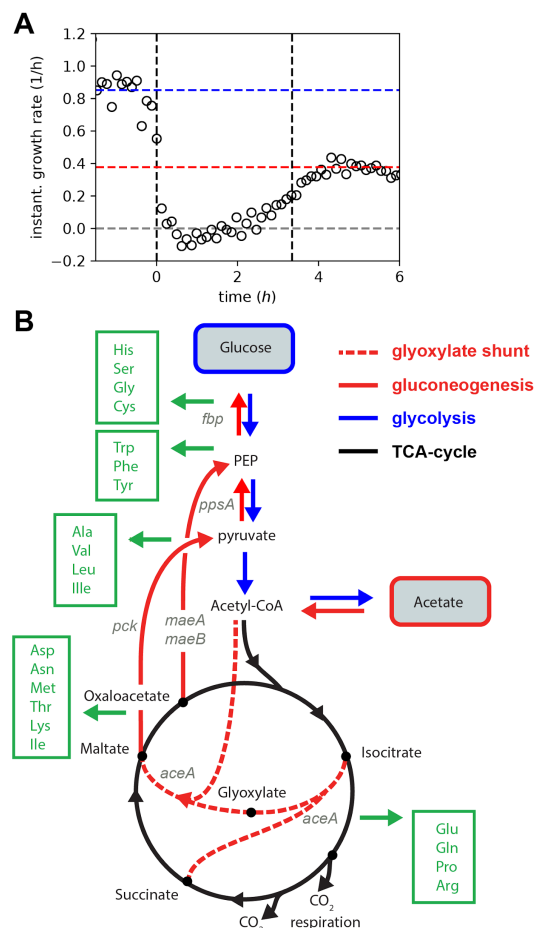 A
1.2
1.0
0.8
0.6
0.4
0.2
0.0
−0.2
instant. growth rate (1/h)
0
2
4
6
time (h)
B
His
Ser
Gly
Cys
Glucose
glyoxylate shunt
gluconeogenesis
glycolysis
TCA-cycle
fbp
Trp
Phe
Tyr
PEP
ppsA
Ala
Val
Leu
Ille
pyruvate
Acetyl-CoA
Acetate
pck
maeA
maeB
Asp
Asn
Met
Thr
Lys
Ile
Oxaloacetate
Maltate
Isocitrate
aceA
Glyoxylate
aceA
Glu
Gln
Pro
Arg
Succinate
CO2
respiration
CO2